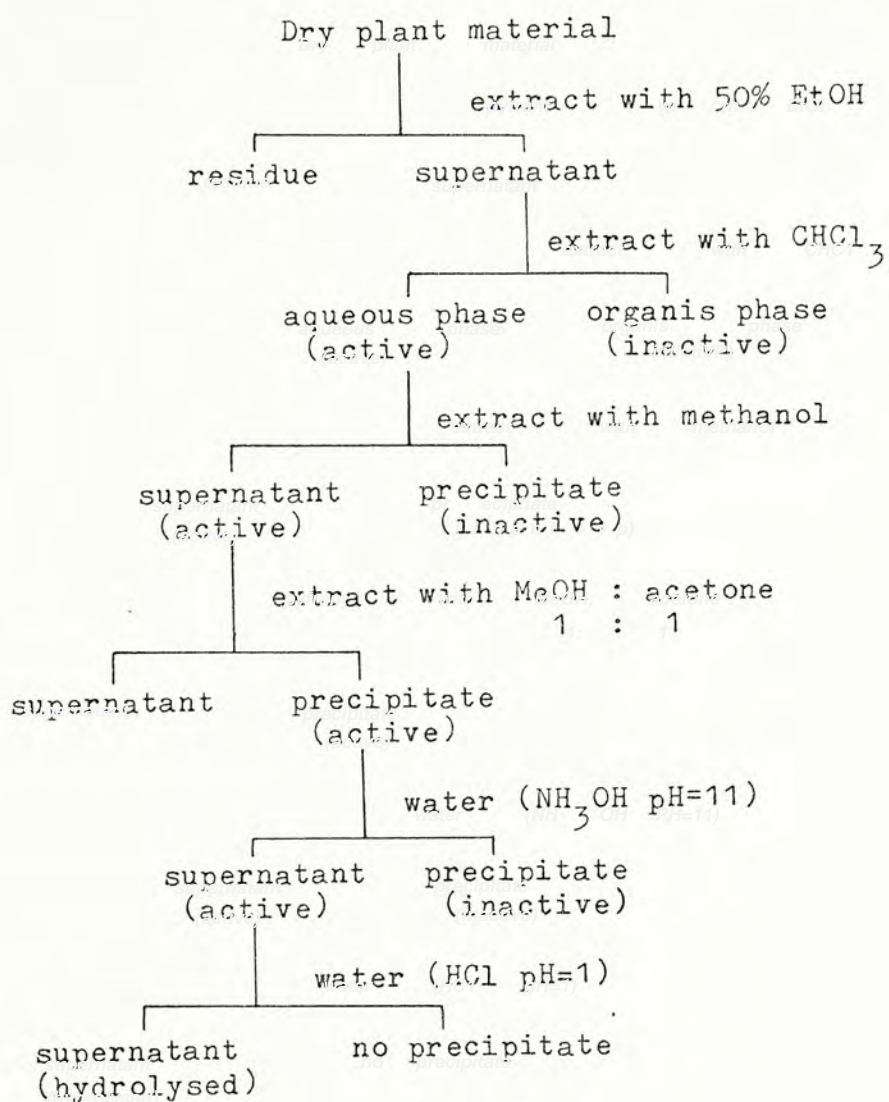 Dry plant material
extract with 50% EtOH
residue supernatant
extract with CHCl₃
aqueous phase organis phase
(active) (inactive)
extract with methanol
supernatant precipitate
(active) (inactive)
extract with MeOH : acetone
1 : 1
supernatant precipitate
(active)
water (NH₃OH pH=11)
supernatant precipitate
(active) (inactive)
water (HCl pH=1)
supernatant no precipitate
(hydrolysed)